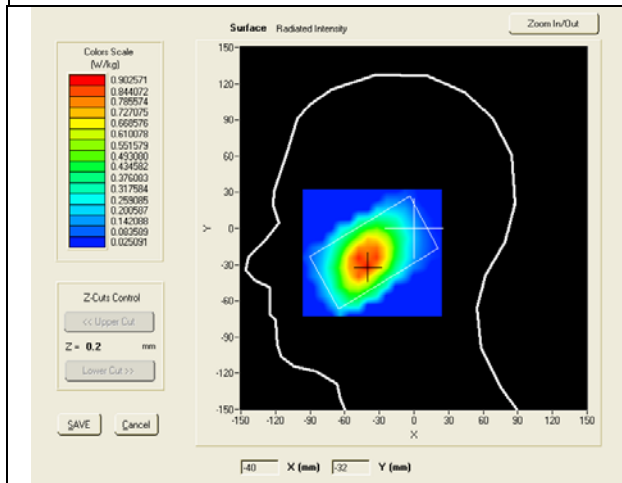 Surface Radiated Intensity
Zoom In/Out
Colors Scale
(W/kg)
0.902571
0.844072
0.785574
0.727075
0.668576
0.610078
0.551579
0.493080
0.434582
0.376083
0.317584
0.259085
0.200587
0.142088
0.083589
0.025091
Z-Cuts Control
<< Upper Cut
Z = 0.2 mm
Lower Cut >>
SAVE
Cancel
150
120
90
60
30
0
-30
-60
-90
-120
-150
Y
-150 -120 -90 -60 -30 0 30 60 90 120 150
X
-40 X (mm) -32 Y (mm)